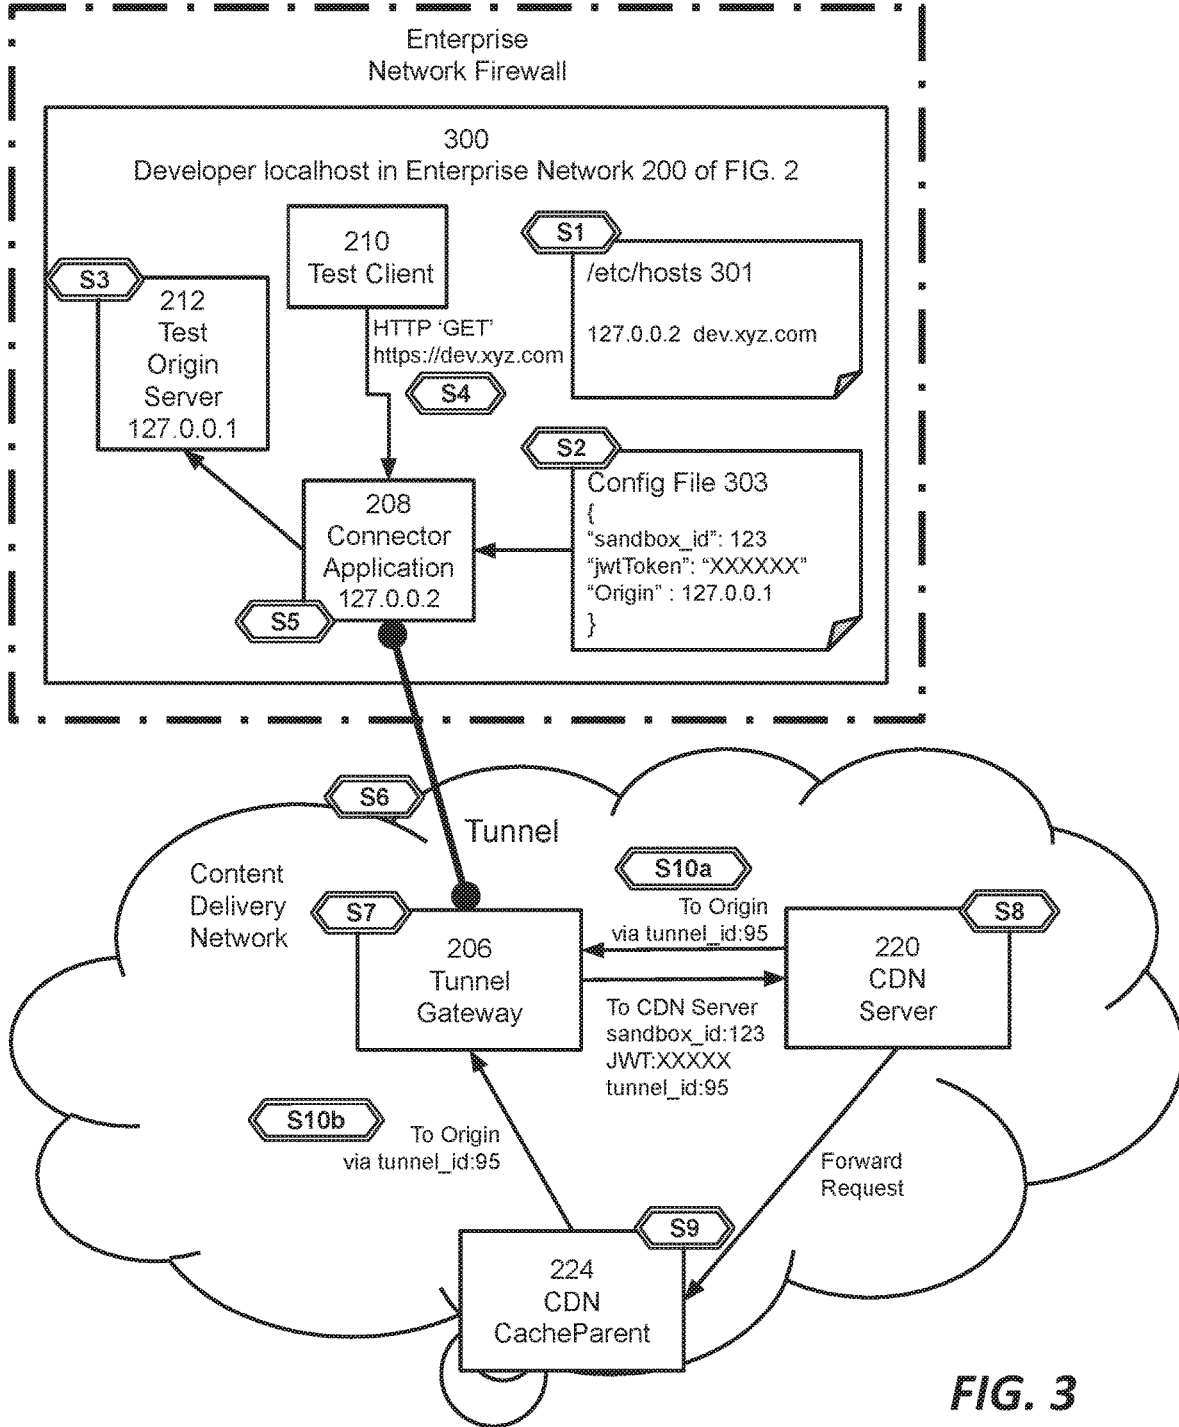 Enterprise
Network Firewall
300
Developer localhost in Enterprise Network 200 of FIG. 2
S1
/etc/hosts 301
127.0.0.2 dev.xyz.com
210
Test Client
S3
212
Test
Origin
Server
127.0.0.1
HTTP ‘GET’
https://dev.xyz.com
S4
S2
Config File 303
{
“sandbox_id”: 123
“jwtToken”: “XXXXXX”
“Origin” : 127.0.0.1
}
208
Connector
Application
127.0.0.2
S5
S6
Tunnel
Content
Delivery
Network
S7
206
Tunnel
Gateway
S10a
To Origin
via tunnel_id:95
To CDN Server
sandbox_id:123
JWT:XXXXX
tunnel_id:95
S8
220
CDN
Server
S10b
To Origin
via tunnel_id:95
Forward
Request
S9
224
CDN
CacheParent
FIG. 3